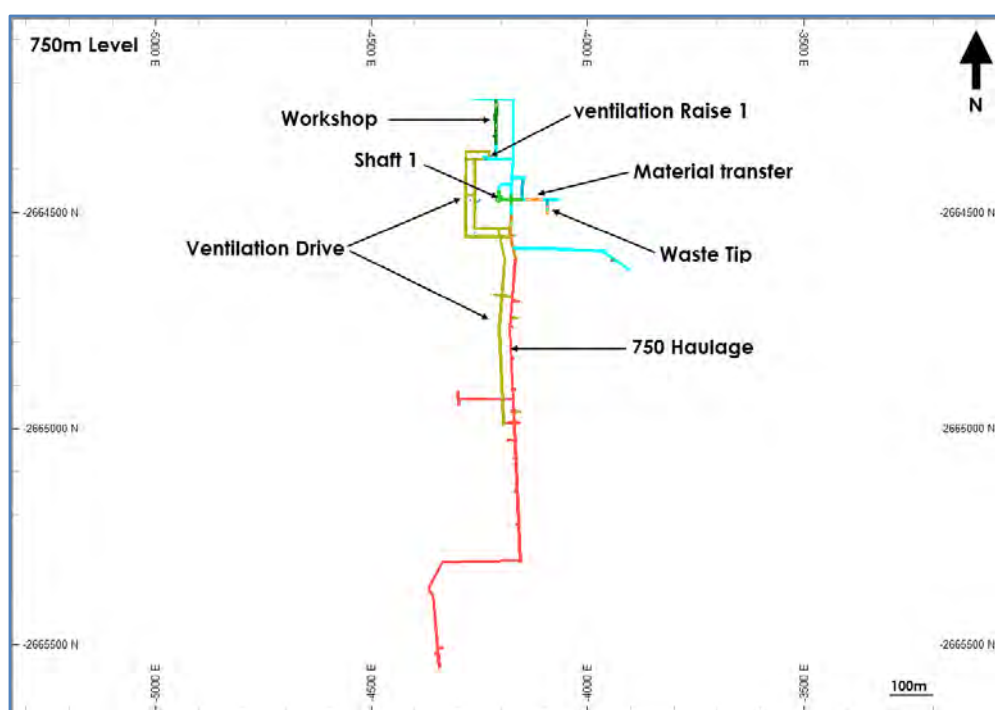 750m Level
-5000 E
-4500 E
-4000 E
-3500 E
N
Workshop
ventilation Raise 1
Shaft 1
Material transfer
-2664500 N
-2664500 N
Ventilation Drive
Waste Tip
750 Haulage
-2665000 N
-2665000 N
-2665500 N
-2665500 N
-5000 E
-4500 E
-4000 E
-3500 E
100m